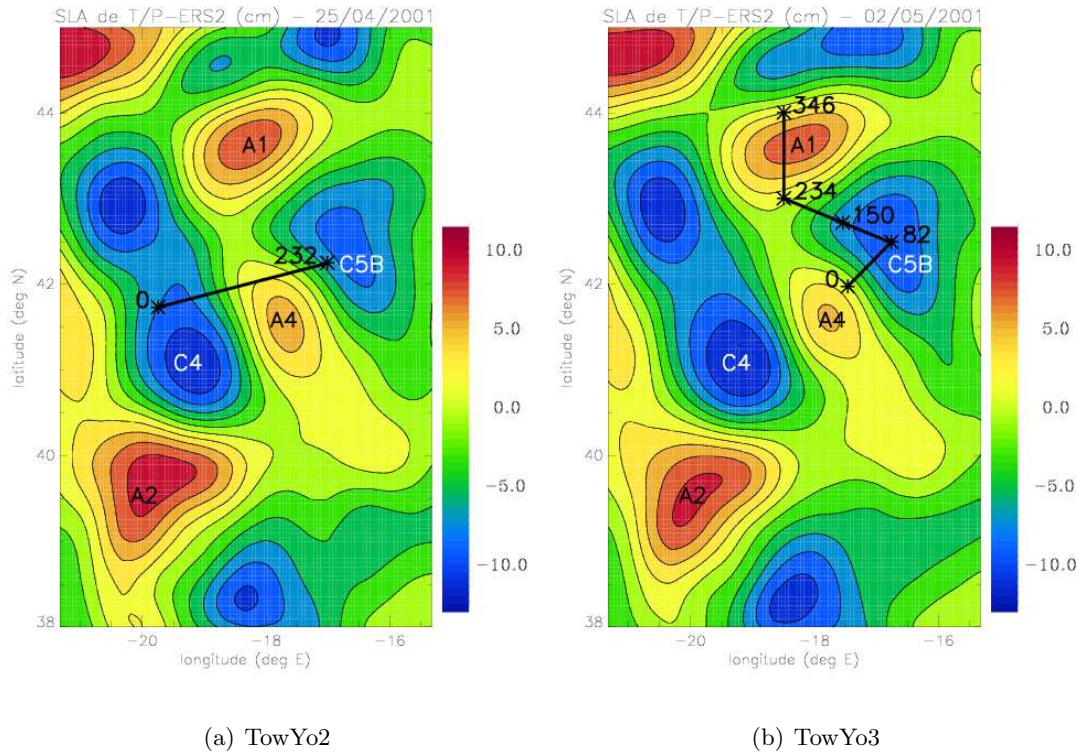 SLA de T/P-ERS2 (cm) - 25/04/2001
44
42
40
38
latitude (deg N)
A1
232
C5B
0
A4
C4
A2
-20
-18
-16
longitude (deg E)
10.0
5.0
0.0
-5.0
-10.0
(a) TowYo2
SLA de T/P-ERS2 (cm) - 02/05/2001
44
42
40
38
latitude (deg N)
346
A1
234
150
82
C5B
0
A4
C4
A2
-20
-18
-16
longitude (deg E)
10.0
5.0
0.0
-5.0
-10.0
(b) TowYo3